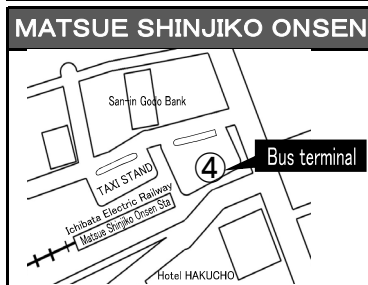 MATSUE SHINJIKO ONSEN
San-in Godo Bank
TAXI STAND
④
Bus terminal
Ichibata Electric Railway
Matsue Shinjiko Onsen Sta
Hotel HAKUCHO